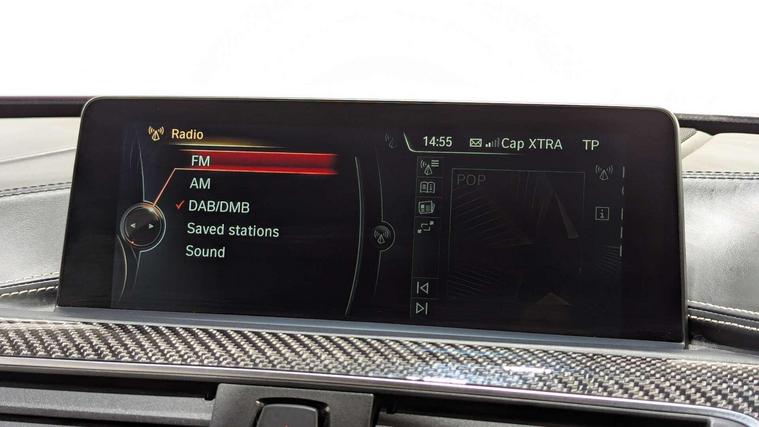 Radio
14:55 Cap XTRA TP
FM
AM
DAB/DMB
Saved stations
Sound
POP